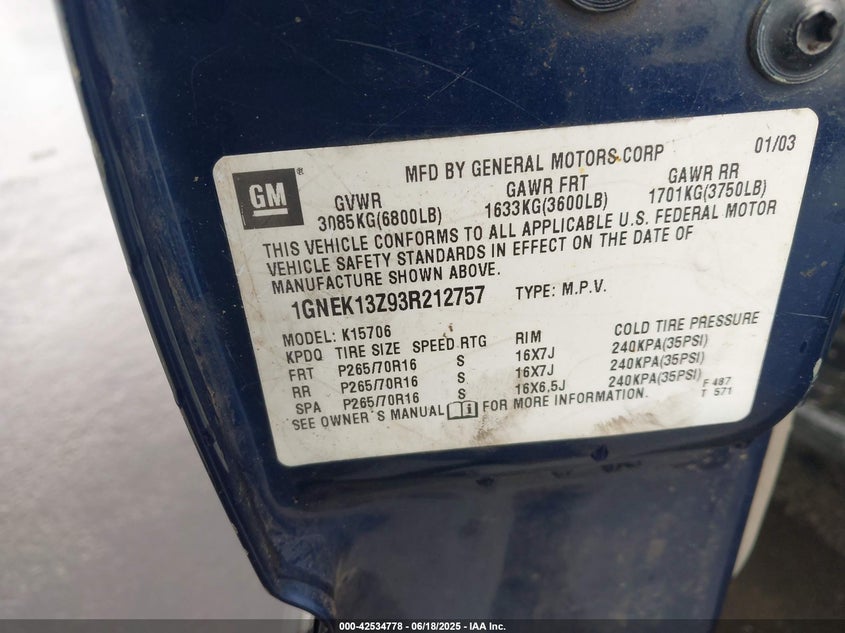 MFD BY GENERAL MOTORS CORP 01/03
GM
GVWR GAWR FRT GAWR RR
3085KG(6800LB) 1633KG(3600LB) 1701KG(3750LB)
THIS VEHICLE CONFORMS TO ALL APPLICABLE U.S. FEDERAL MOTOR
VEHICLE SAFETY STANDARDS IN EFFECT ON THE DATE OF
MANUFACTURE SHOWN ABOVE.
1GNEK13Z93R212757 TYPE: M.P.V.
MODEL: K15706
KPDQ TIRE SIZE SPEED RTG RIM COLD TIRE PRESSURE
FRT P265/70R16 S 16X7J 240KPA(35PSI)
RR P265/70R16 S 16X7J 240KPA(35PSI)
SPA P265/70R16 S 16X6,5J 240KPA(35PSI)
SEE OWNER'S MANUAL FOR MORE INFORMATION.
F 487
T 571
000-42534778 - 06/18/2025 - IAA Inc.